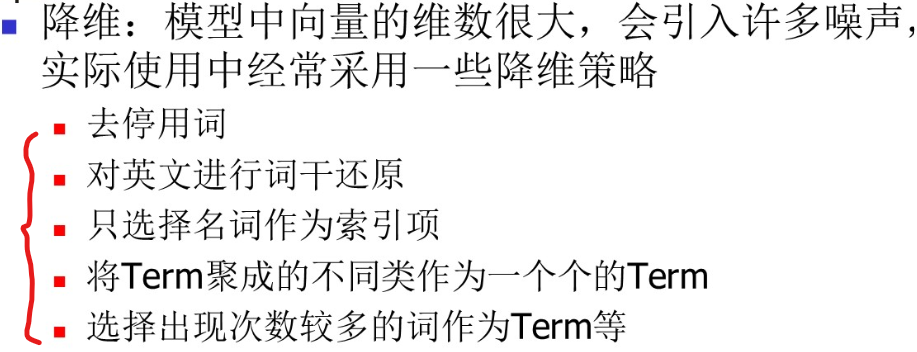 降维：模型中向量的维数很大，会引入许多噪声，
实际使用中经常采用一些降维策略
去停用词
对英文进行词干还原
只选择名词作为索引项
将Term聚成的不同类作为一个个的Term
选择出现次数较多的词作为Term等